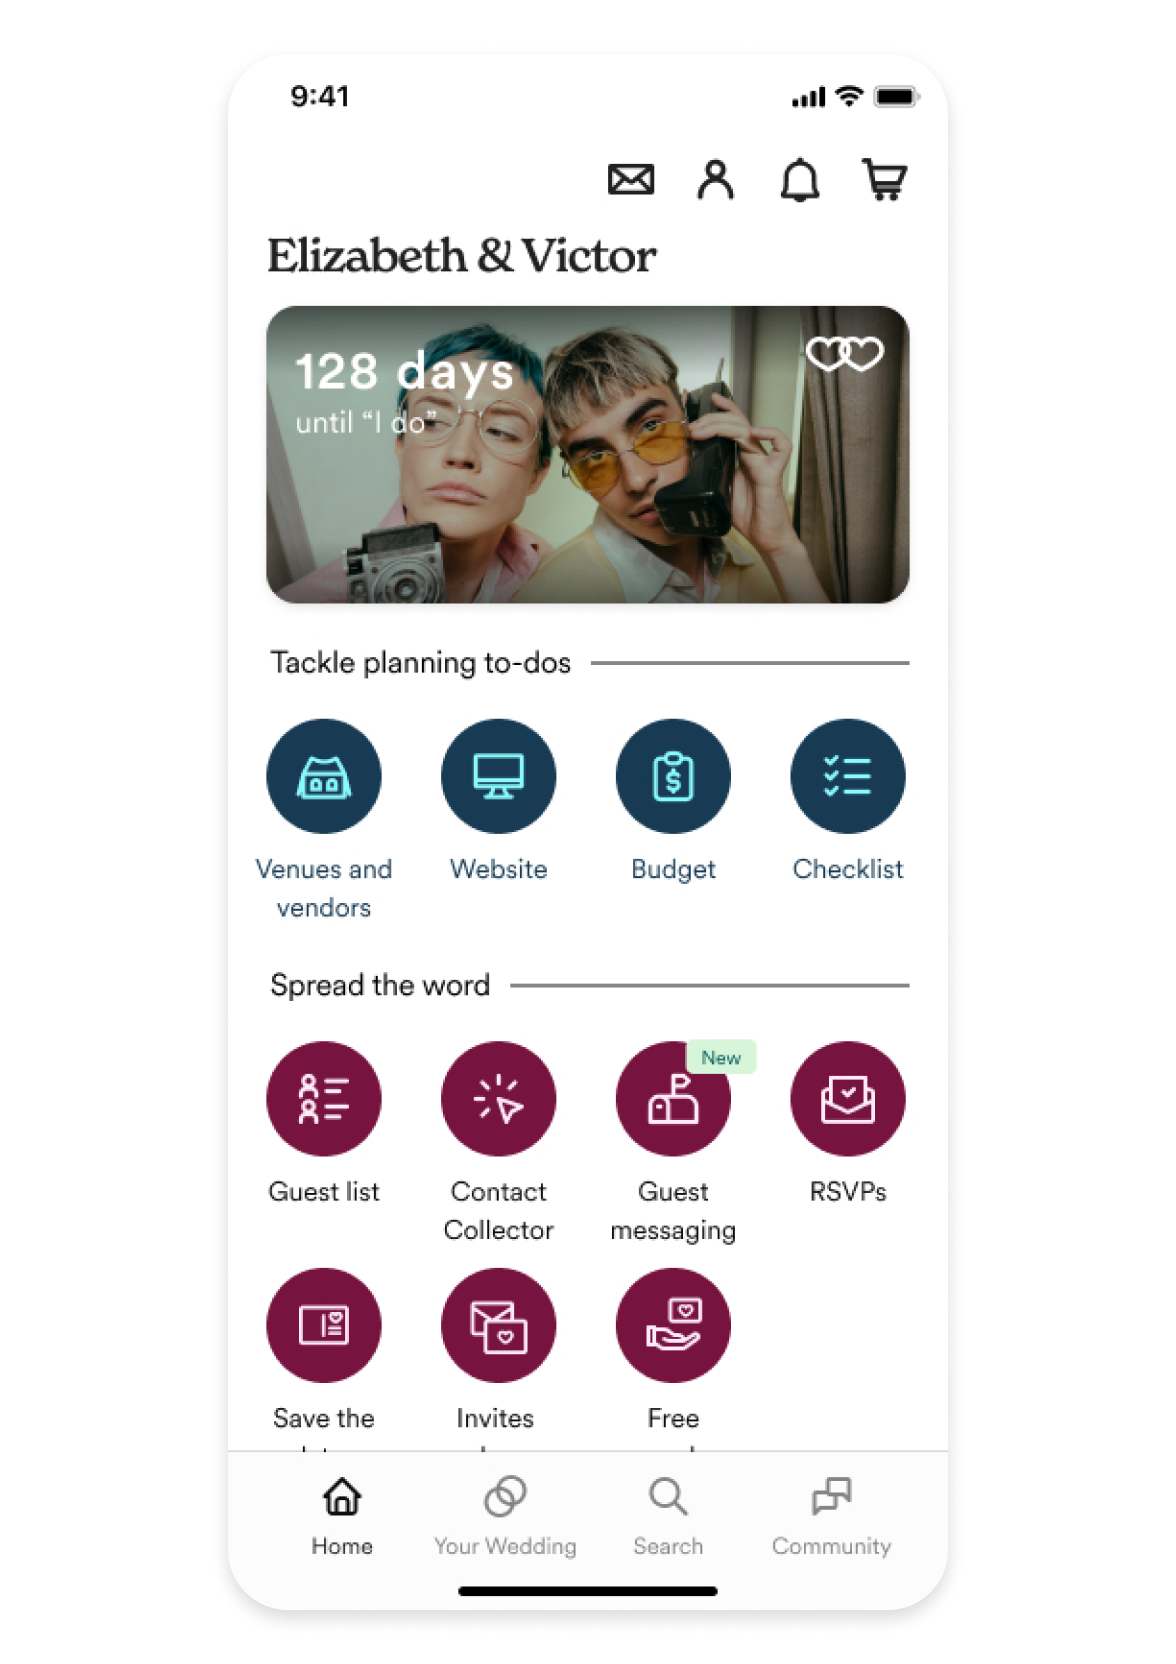 9:41
Elizabeth & Victor
128 days
until “I do”
Tackle planning to-dos
Venues and
vendors
Website
Budget
Checklist
Spread the word
New
Guest list
Contact
Collector
Guest
messaging
RSVPs
Save the
Invites
Free
Home
Your Wedding
Search
Community